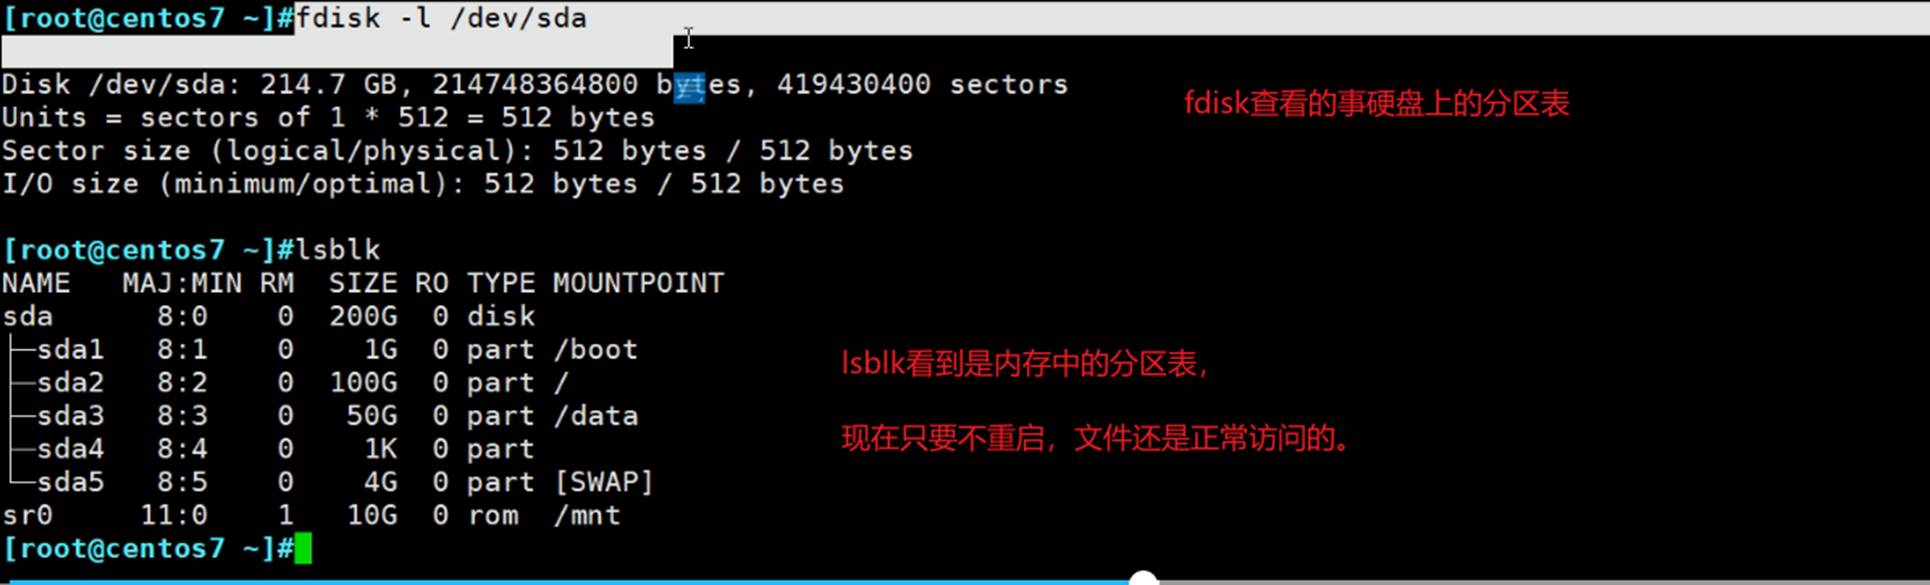 [root@centos7 ~]#fdisk -l /dev/sda
Disk /dev/sda: 214.7 GB, 214748364800 bytes, 419430400 sectors
fdisk查看的事硬盘上的分区表
Units = sectors of 1 * 512 = 512 bytes
Sector size (logical/physical): 512 bytes / 512 bytes
I/O size (minimum/optimal): 512 bytes / 512 bytes
[root@centos7 ~]#lsblk
NAME   MAJ:MIN RM  SIZE RO TYPE MOUNTPOINT
sda      8:0    0  200G  0 disk
├─sda1   8:1    0    1G  0 part /boot
├─sda2   8:2    0  100G  0 part /
├─sda3   8:3    0   50G  0 part /data
├─sda4   8:4    0    1K  0 part
└─sda5   8:5    0    4G  0 part [SWAP]
sr0     11:0    1   10G  0 rom  /mnt
[root@centos7 ~]#
lsblk看到是内存中的分区表，
现在只要不重启，文件还是正常访问的。